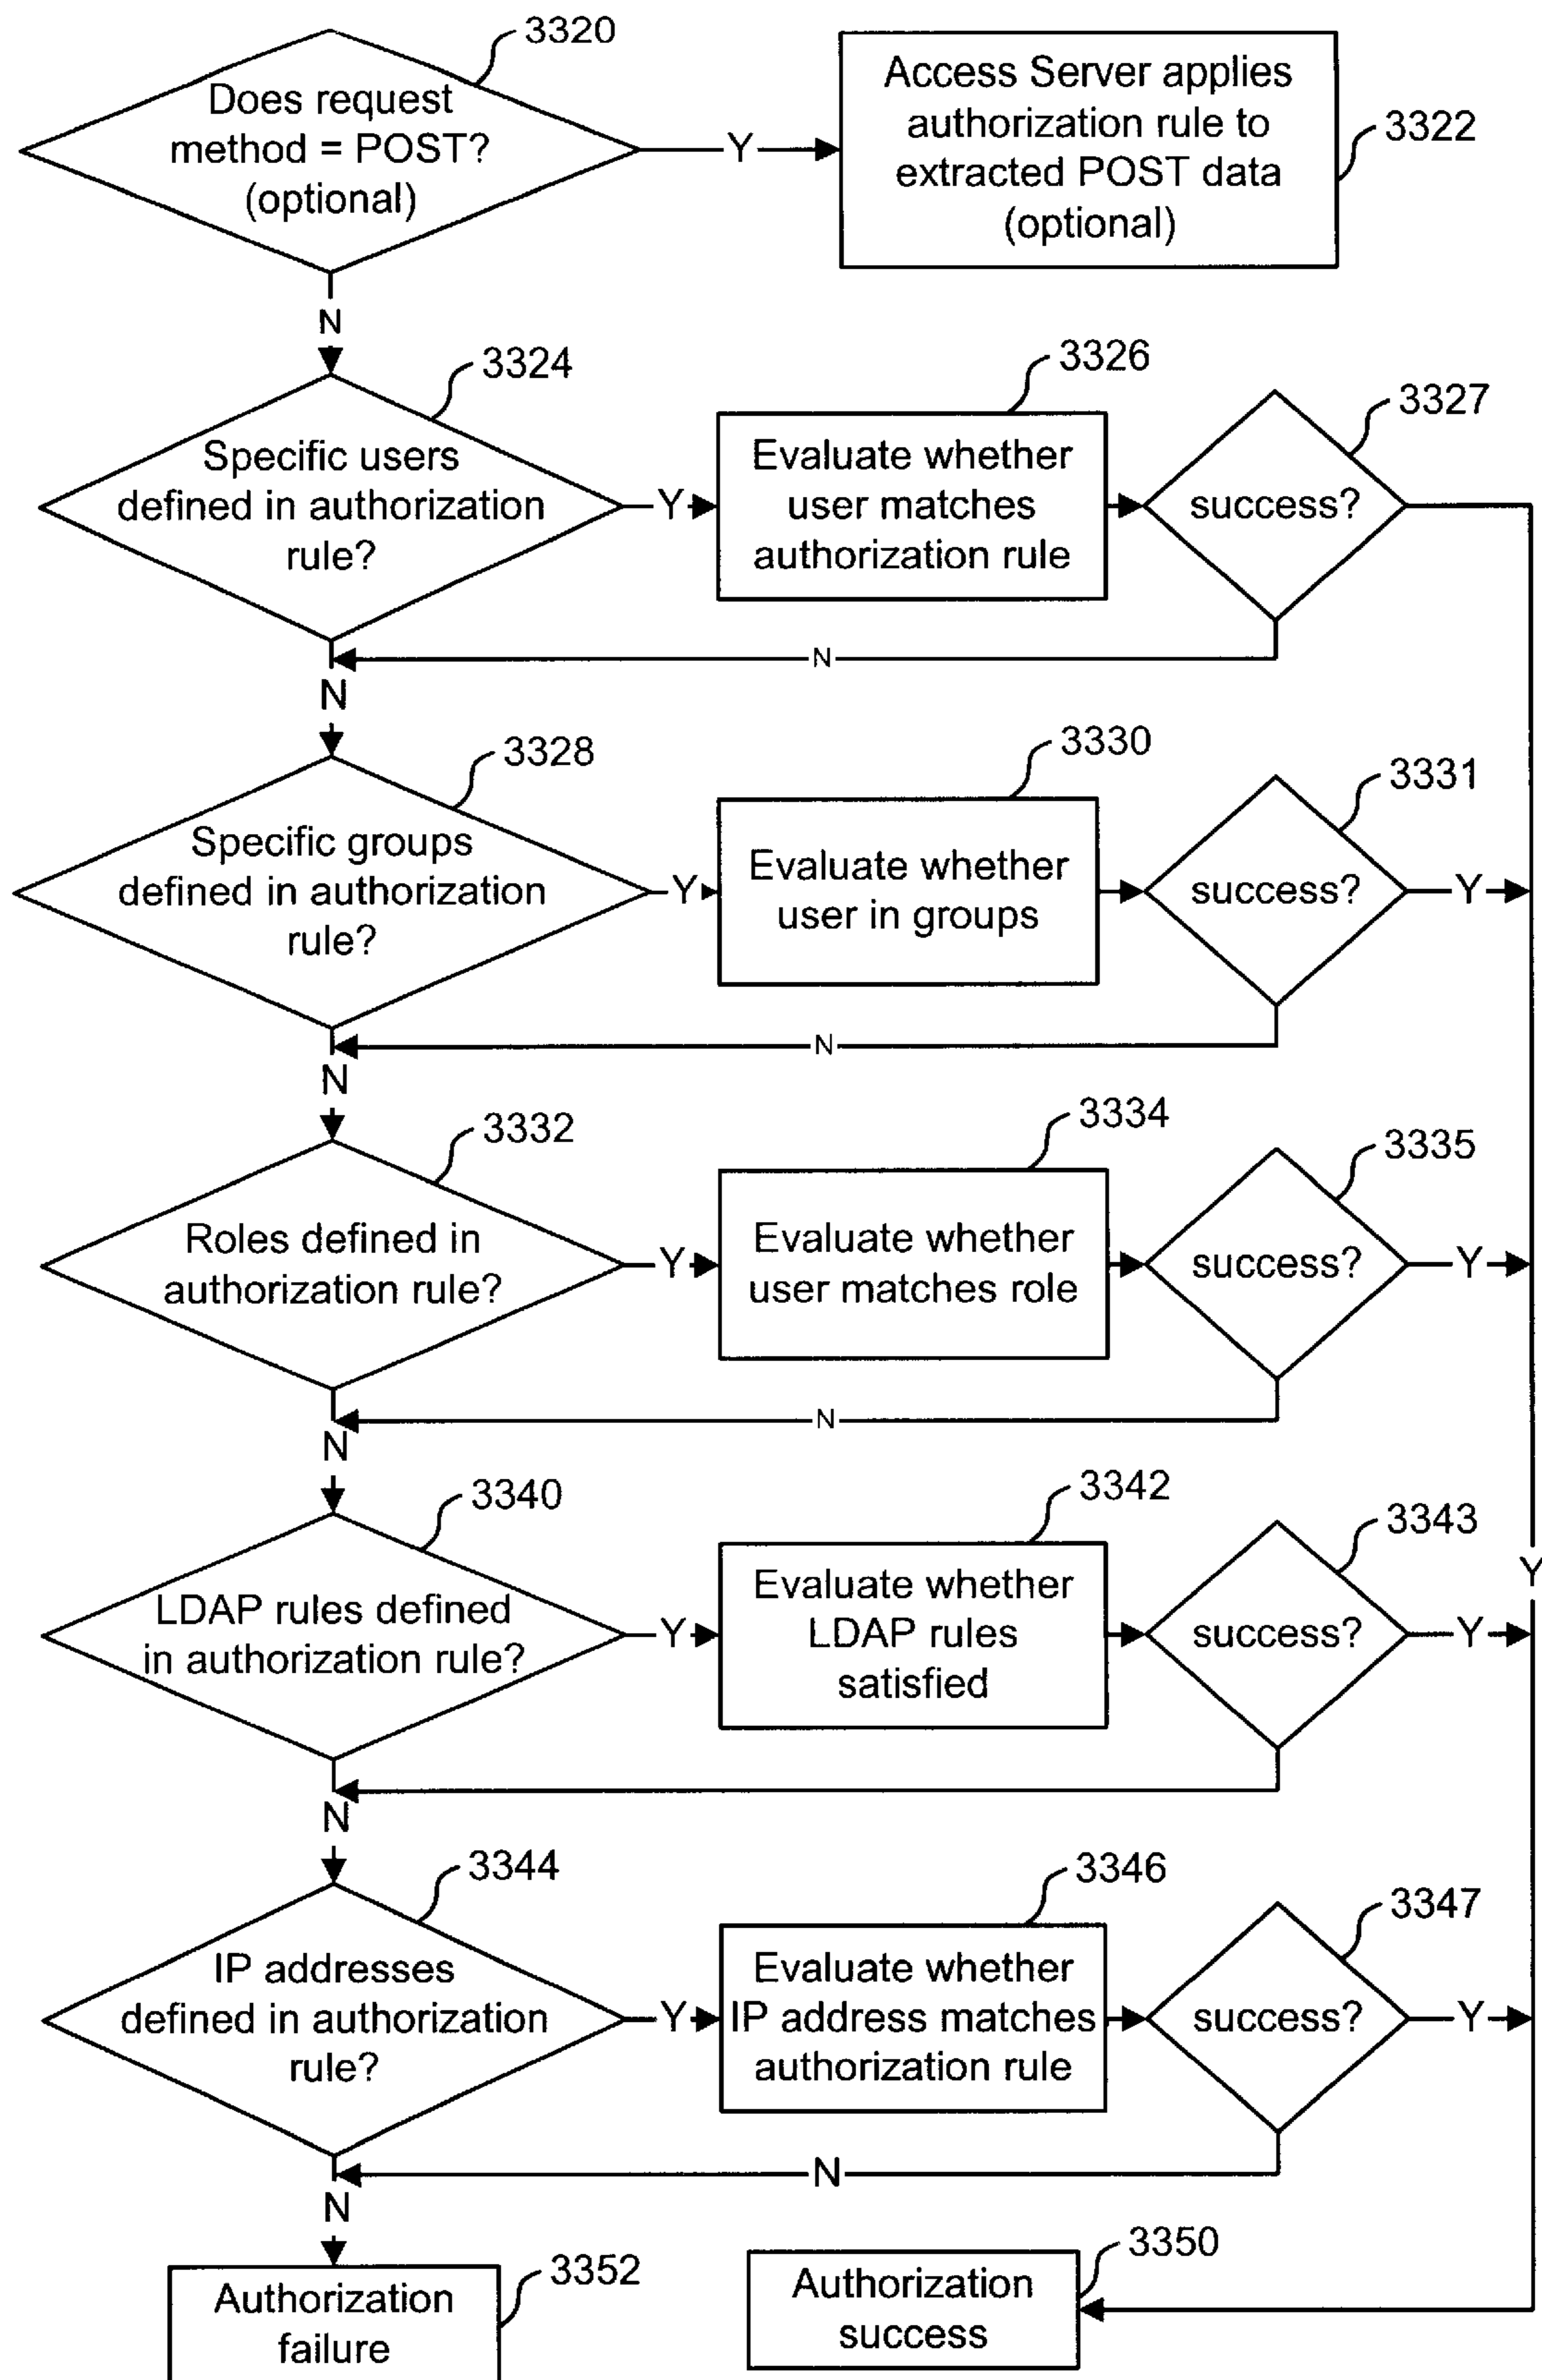 3320
Does request
method = POST?
(optional)
Y
Access Server applies
authorization rule to
extracted POST data
(optional)
3322
N
3324
Specific users
defined in authorization
rule?
Y
3326
Evaluate whether
user matches
authorization rule
3327
success?
N
N
3328
Specific groups
defined in authorization
rule?
Y
3330
Evaluate whether
user in groups
3331
success?
Y
N
N
3332
Roles defined in
authorization rule?
Y
3334
Evaluate whether
user matches role
3335
success?
Y
N
N
3340
LDAP rules defined
in authorization rule?
Y
3342
Evaluate whether
LDAP rules
satisfied
3343
success?
Y
Y
N
3344
IP addresses
defined in authorization
rule?
Y
3346
Evaluate whether
IP address matches
authorization rule
3347
success?
Y
N
N
3352
Authorization
failure
3350
Authorization
success